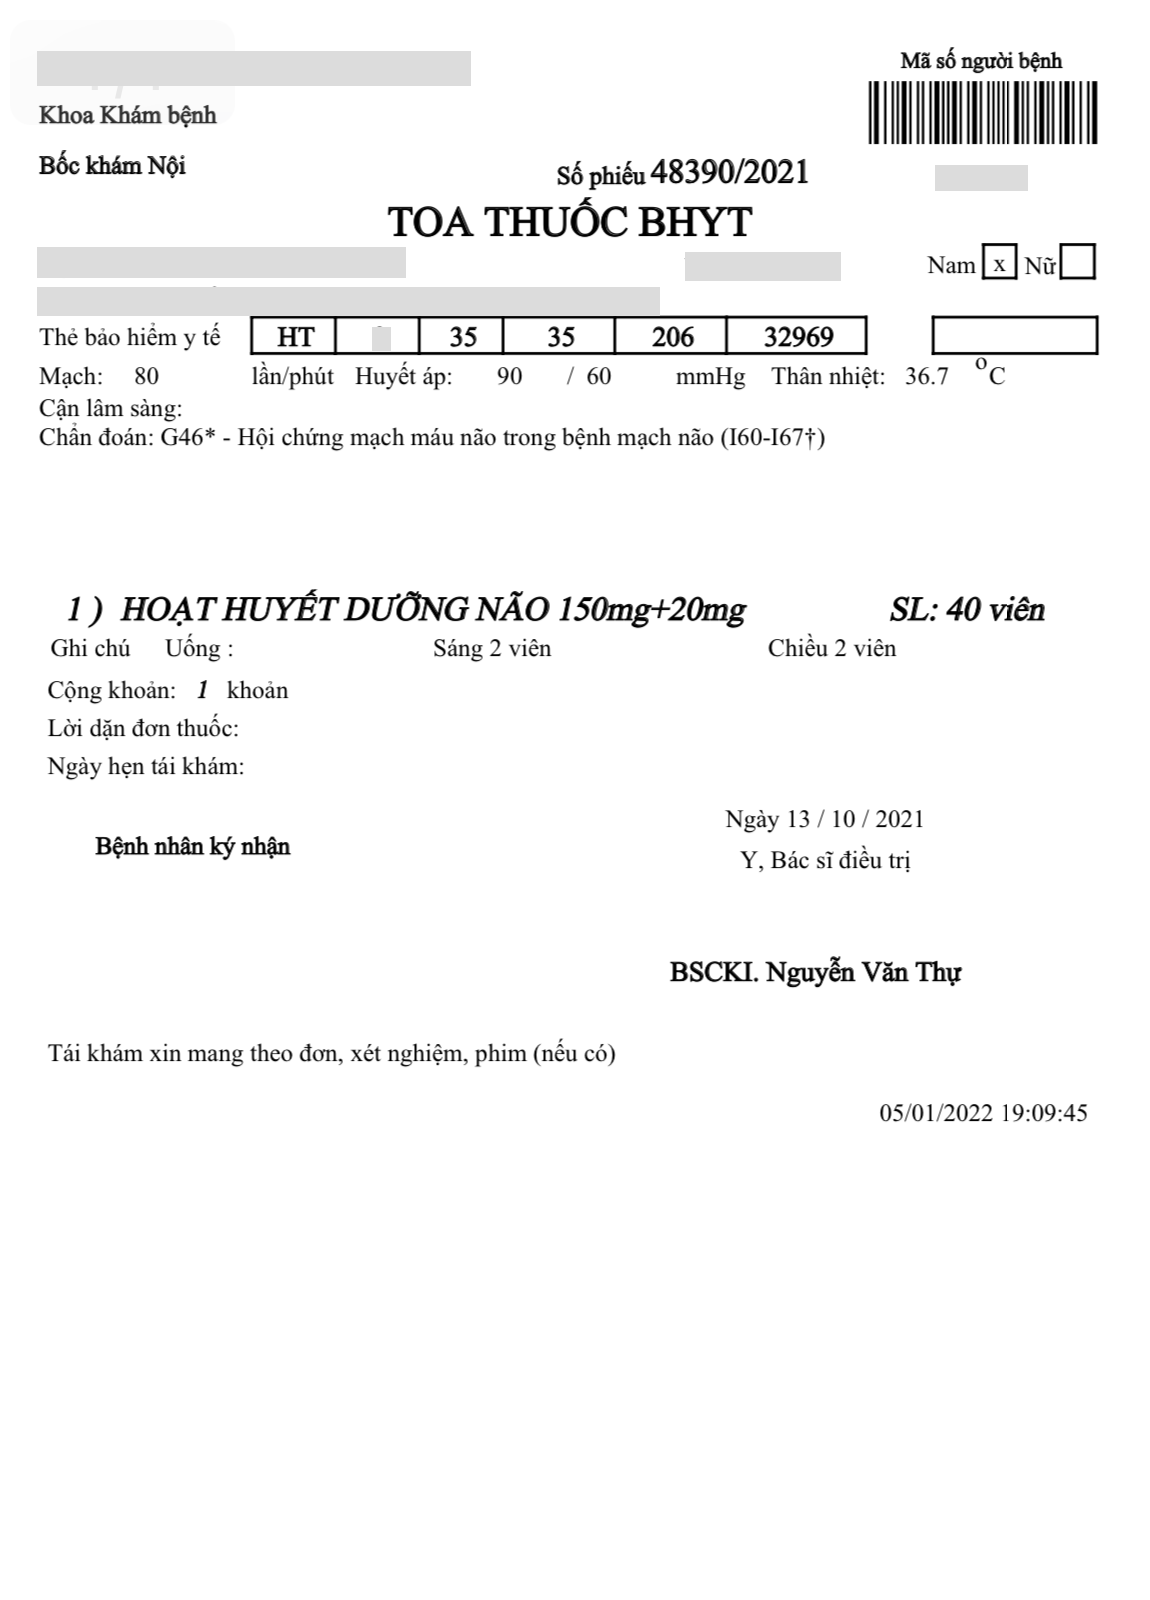 Mã số người bệnh
Khoa Khám bệnh
Bốc khám Nội
Số phiếu 48390/2021
TOA THUỐC BHYT
Nam x Nữ
Thẻ bảo hiểm y tế HT 35 35 206 32969
Mạch: 80 lần/phút Huyết áp: 90 / 60 mmHg Thân nhiệt: 36.7 °C
Cận lâm sàng:
Chẩn đoán: G46* - Hội chứng mạch máu não trong bệnh mạch não (I60-I67†)
1 ) HOẠT HUYẾT DƯỠNG NÃO 150mg+20mg SL: 40 viên
Ghi chú Uống : Sáng 2 viên Chiều 2 viên
Cộng khoản: 1 khoản
Lời dặn đơn thuốc:
Ngày hẹn tái khám:
Ngày 13 / 10 / 2021
Bệnh nhân ký nhận
Y, Bác sĩ điều trị
BSCKI. Nguyễn Văn Thự
Tái khám xin mang theo đơn, xét nghiệm, phim (nếu có)
05/01/2022 19:09:45